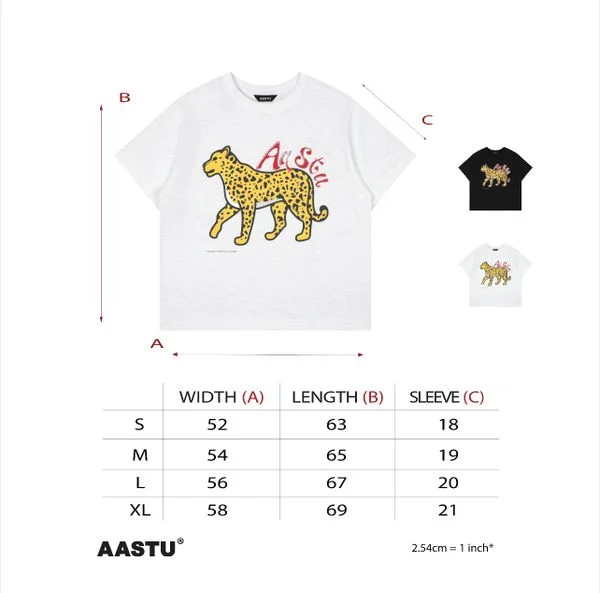 B
AASTU
C
Aastu
A
WIDTH (A) LENGTH (B) SLEEVE (C)
S 52 63 18
M 54 65 19
L 56 67 20
XL 58 69 21
AASTU®
2.54cm = 1 inch*